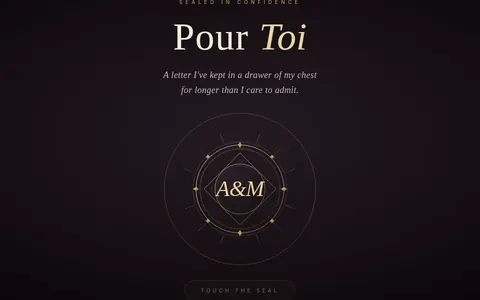 SEALED IN CONFIDENCE
Pour Toi
A letter I've kept in a drawer of my chest
for longer than I care to admit.
A&M
TOUCH THE SEAL